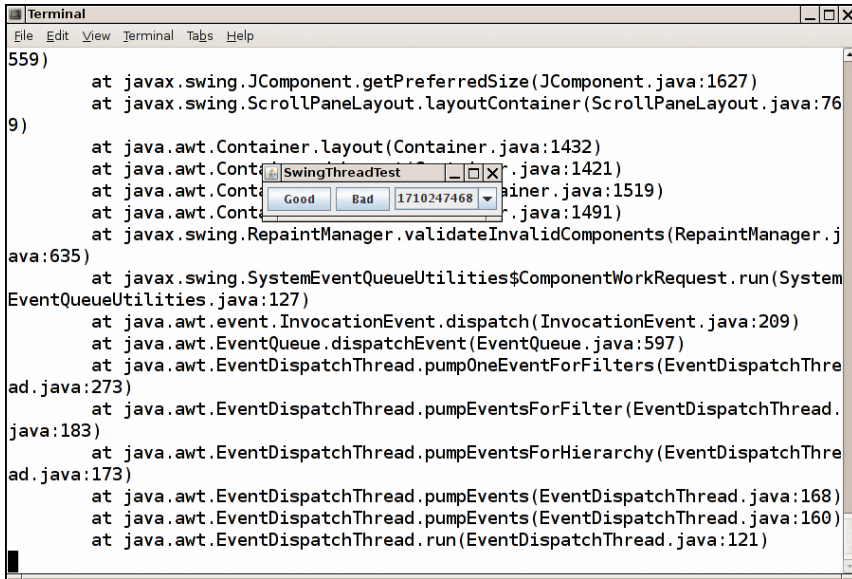 Terminal
File Edit View Terminal Tabs Help
559)
at javax.swing.JComponent.getPreferredSize(JComponent.java:1627)
at javax.swing.ScrollPaneLayout.layoutContainer(ScrollPaneLayout.java:76
9)
at java.awt.Container.layout(Container.java:1432)
at java.awt.Conta r.java:1421)
SwingThreadTest
at java.awt.Conta ainer.java:1519)
Good Bad 1710247468
at java.awt.Conta r.java:1491)
at javax.swing.RepaintManager.validateInvalidComponents(RepaintManager.j
ava:635)
at javax.swing.SystemEventQueueUtilities$ComponentWorkRequest.run(System
EventQueueUtilities.java:127)
at java.awt.event.InvocationEvent.dispatch(InvocationEvent.java:209)
at java.awt.EventQueue.dispatchEvent(EventQueue.java:597)
at java.awt.EventDispatchThread.pumpOneEventForFilters(EventDispatchThre
ad.java:273)
at java.awt.EventDispatchThread.pumpEventsForFilter(EventDispatchThread.
java:183)
at java.awt.EventDispatchThread.pumpEventsForHierarchy(EventDispatchThre
ad.java:173)
at java.awt.EventDispatchThread.pumpEvents(EventDispatchThread.java:168)
at java.awt.EventDispatchThread.pumpEvents(EventDispatchThread.java:160)
at java.awt.EventDispatchThread.run(EventDispatchThread.java:121)